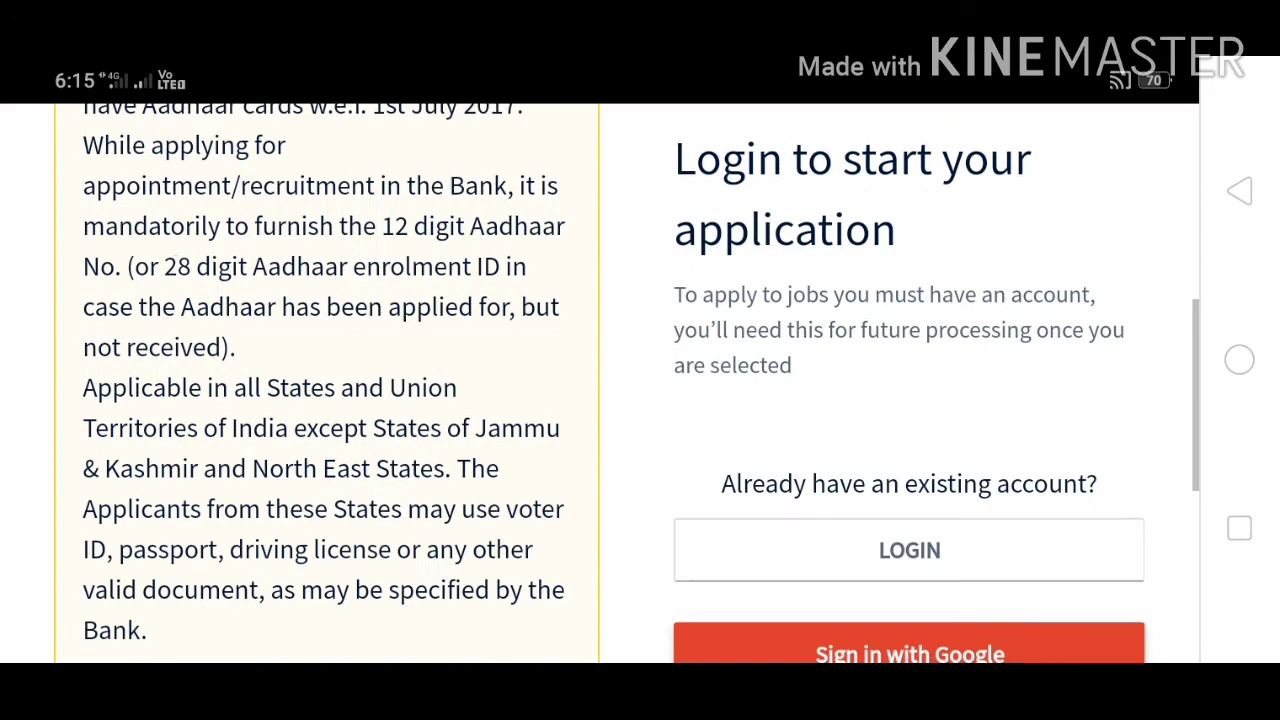 Made with KINEMASTER
6:15 4G Vo LTE 70
have Aadhaar cards w.e.f. 1st July 2017.
While applying for
appointment/recruitment in the Bank, it is
mandatorily to furnish the 12 digit Aadhaar
No. (or 28 digit Aadhaar enrolment ID in
case the Aadhaar has been applied for, but
not received).
Applicable in all States and Union
Territories of India except States of Jammu
& Kashmir and North East States. The
Applicants from these States may use voter
ID, passport, driving license or any other
valid document, as may be specified by the
Bank.
Login to start your
application
To apply to jobs you must have an account,
you’ll need this for future processing once you
are selected
Already have an existing account?
LOGIN
Sign in with Google